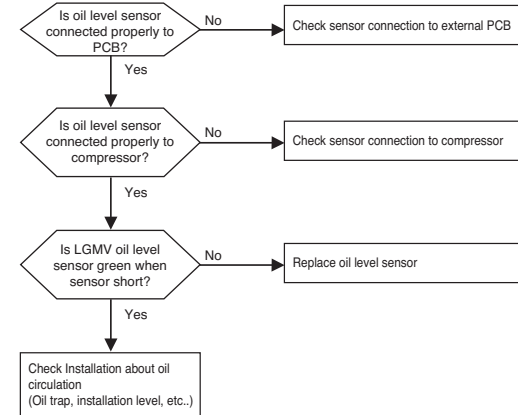 Is oil level sensor
connected properly to
PCB?
No
Check sensor connection to external PCB
Yes
Is oil level sensor
connected properly to
compressor?
No
Check sensor connection to compressor
Yes
Is LGMV oil level
sensor green when
sensor short?
No
Replace oil level sensor
Yes
Check Installation about oil
circulation
(Oil trap, installation level, etc..)